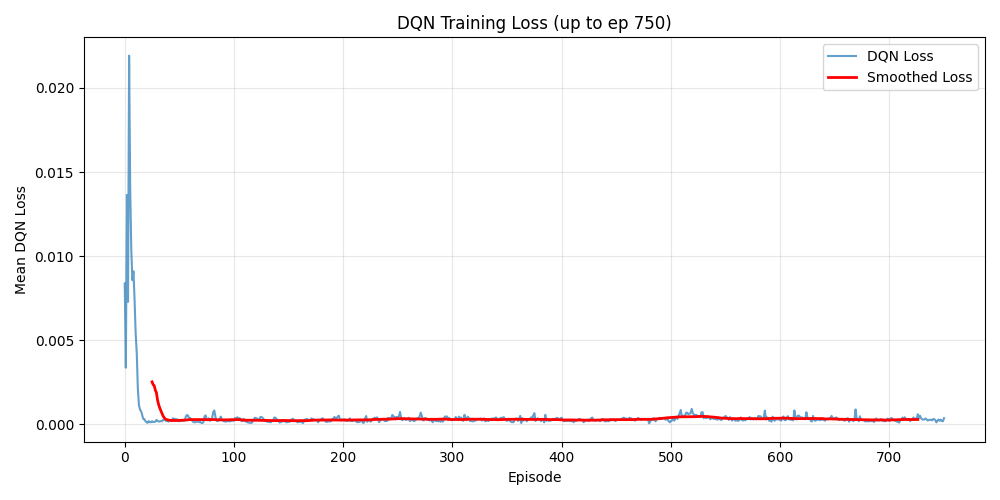 DQN Training Loss (up to ep 750)
DQN Loss
Smoothed Loss
Mean DQN Loss
0.020
0.015
0.010
0.005
0.000
0 100 200 300 400 500 600 700
Episode